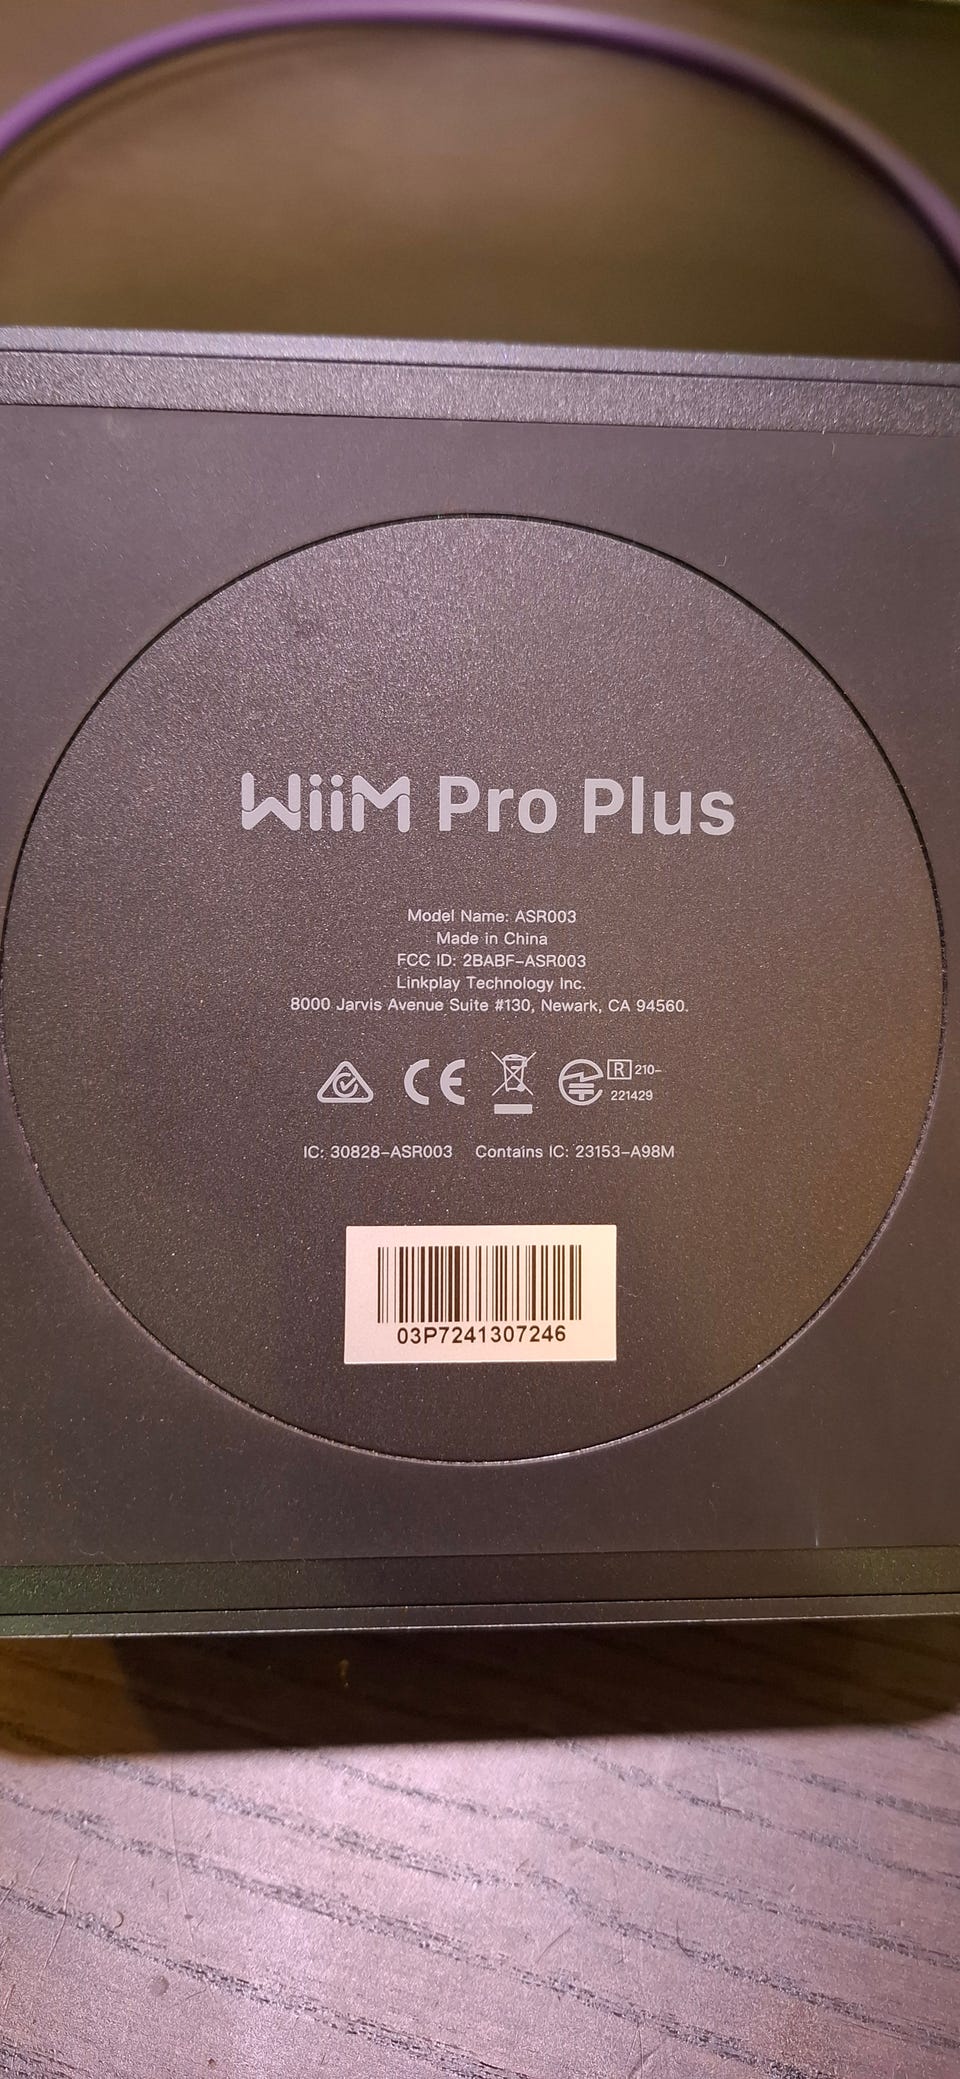 WiiM Pro Plus
Model Name: ASR003
Made in China
FCC ID: 2BABF-ASR003
Linkplay Technology Inc.
8000 Jarvis Avenue Suite #130, Newark, CA 94560.
CE R 210-
221429
IC: 30828-ASR003 Contains IC: 23153-A98M
03P7241307246